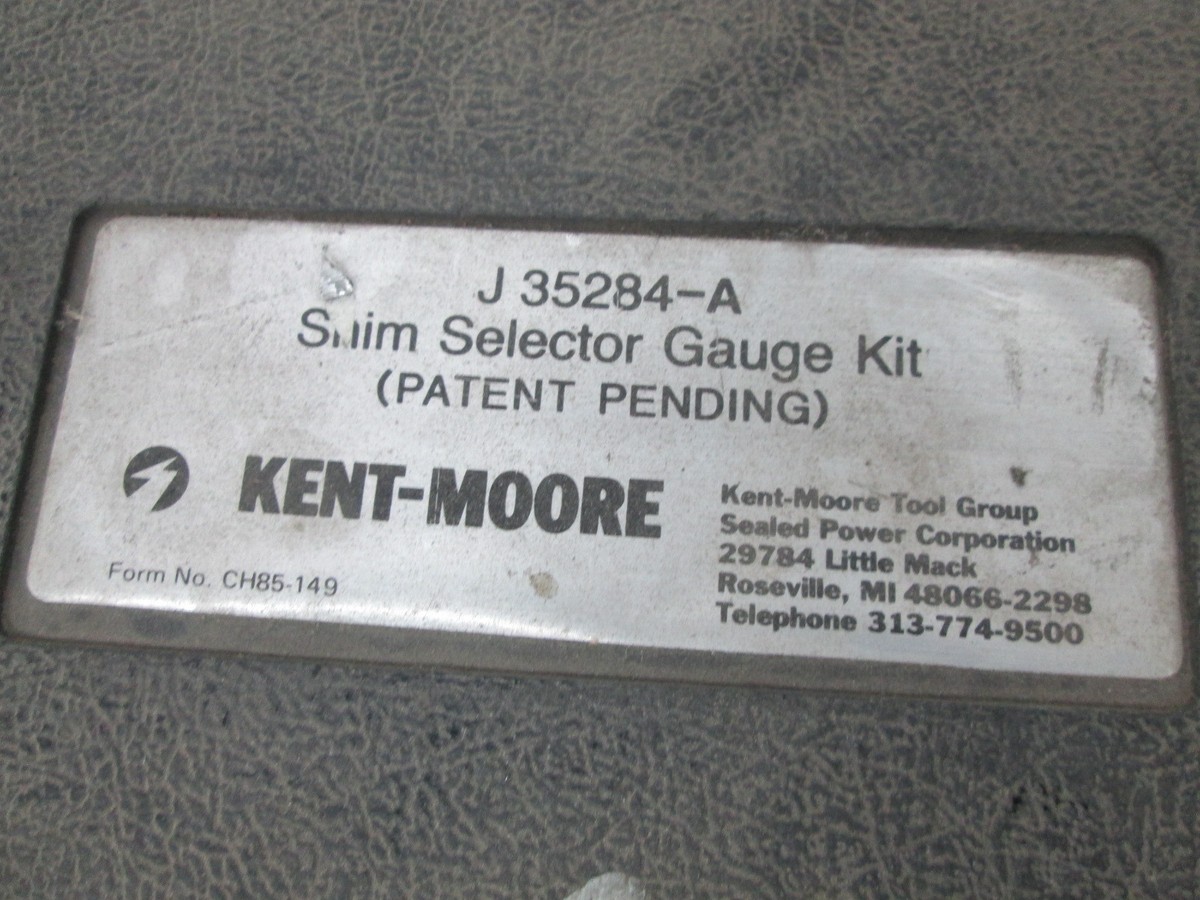 J 35284-A
Shim Selector Gauge Kit
(PATENT PENDING)
KENT-MOORE
Form No. CH85-149
Kent-Moore Tool Group
Sealed Power Corporation
29784 Little Mack
Roseville, MI 48066-2298
Telephone 313-774-9500